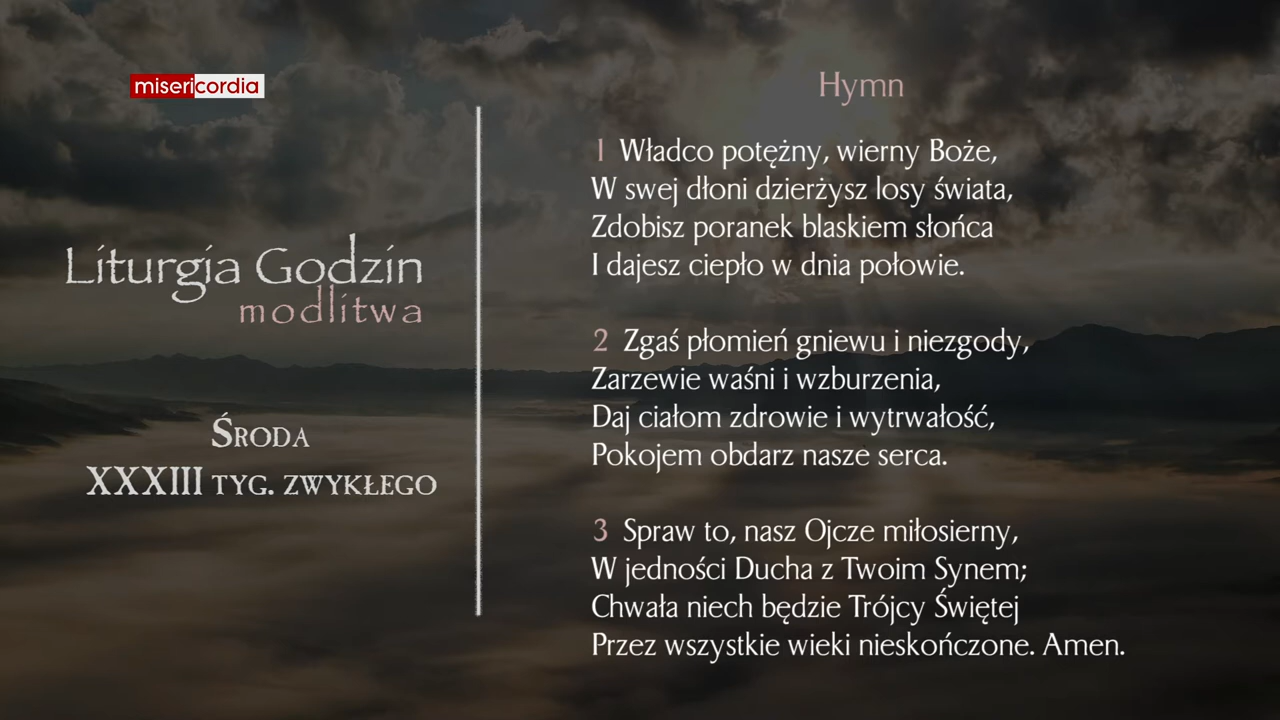 misericordia
Liturgia Godzin
modlitwa
Środa
XXXIII TYG. ZWYKŁEGO
Hymn
1 Władco potężny, wierny Boże,
W swej dłoni dzierżysz losy świata,
Zdobisz poranek blaskiem słońca
I dajesz ciepło w dnia połowie.
2 Zgaś płomień gniewu i niezgody,
Zarzewie waśni i wzburzenia,
Daj ciałom zdrowie i wytrwałość,
Pokojem obdarz nasze serca.
3 Spraw to, nasz Ojcze miłosierny,
W jedności Ducha z Twoim Synem;
Chwała niech będzie Trójcy Świętej
Przez wszystkie wieki nieskończone. Amen.